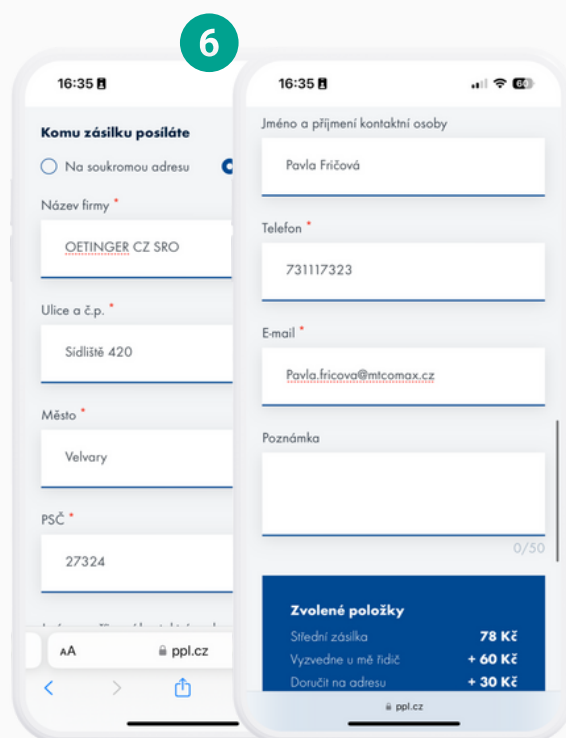 6
16:35
Komu zásilku posíláte
Na soukromou adresu
Název firmy *
OETINGER CZ SRO
Ulice a č.p. *
Sídliště 420
Město *
Velvary
PSČ *
27324
AA
ppl.cz
16:35
60
Jméno a příjmení kontaktní osoby
Pavla Fričová
Telefon *
731117323
E-mail *
Pavla.fricova@mtcomax.cz
Poznámka
0/50
Zvolené položky
Střední zásilka 78 Kč
Vyzvedne u mě řidič + 60 Kč
Doručit na adresu + 30 Kč
ppl.cz